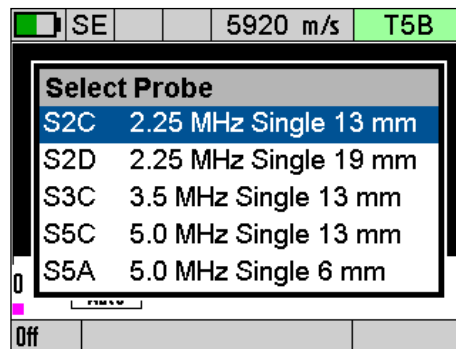 SE 5920 m/s T5B
Select Probe
S2C 2.25 MHz Single 13 mm
S2D 2.25 MHz Single 19 mm
S3C 3.5 MHz Single 13 mm
S5C 5.0 MHz Single 13 mm
S5A 5.0 MHz Single 6 mm
0
Off